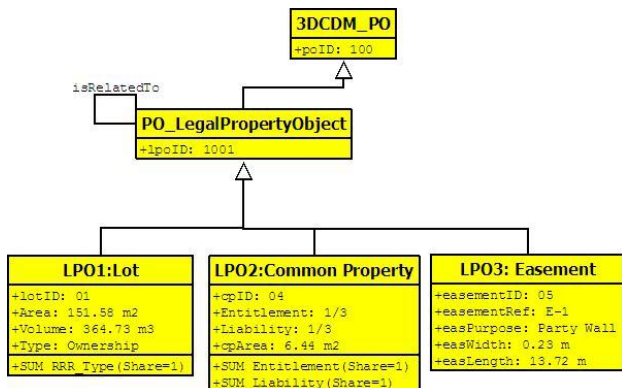 3DCDM_PO
+poID: 100
isRelatedTo
PO_LegalPropertyObject
+lpoID: 1001
LPO1:Lot
+lotID: 01
+Area: 151.58 m2
+Volume: 364.73 m3
+Type: Ownership
+SUM RRR_Type(Share=1)
LPO2:Common Property
+cpID: 04
+Entitlement: 1/3
+Liability: 1/3
+cpArea: 6.44 m2
+SUM Entitlement(Share=1)
+SUM Liability(Share=1)
LPO3: Easement
+easementID: 05
+easementRef: E-1
+easPurpose: Party Wall
+easWidth: 0.23 m
+easLength: 13.72 m